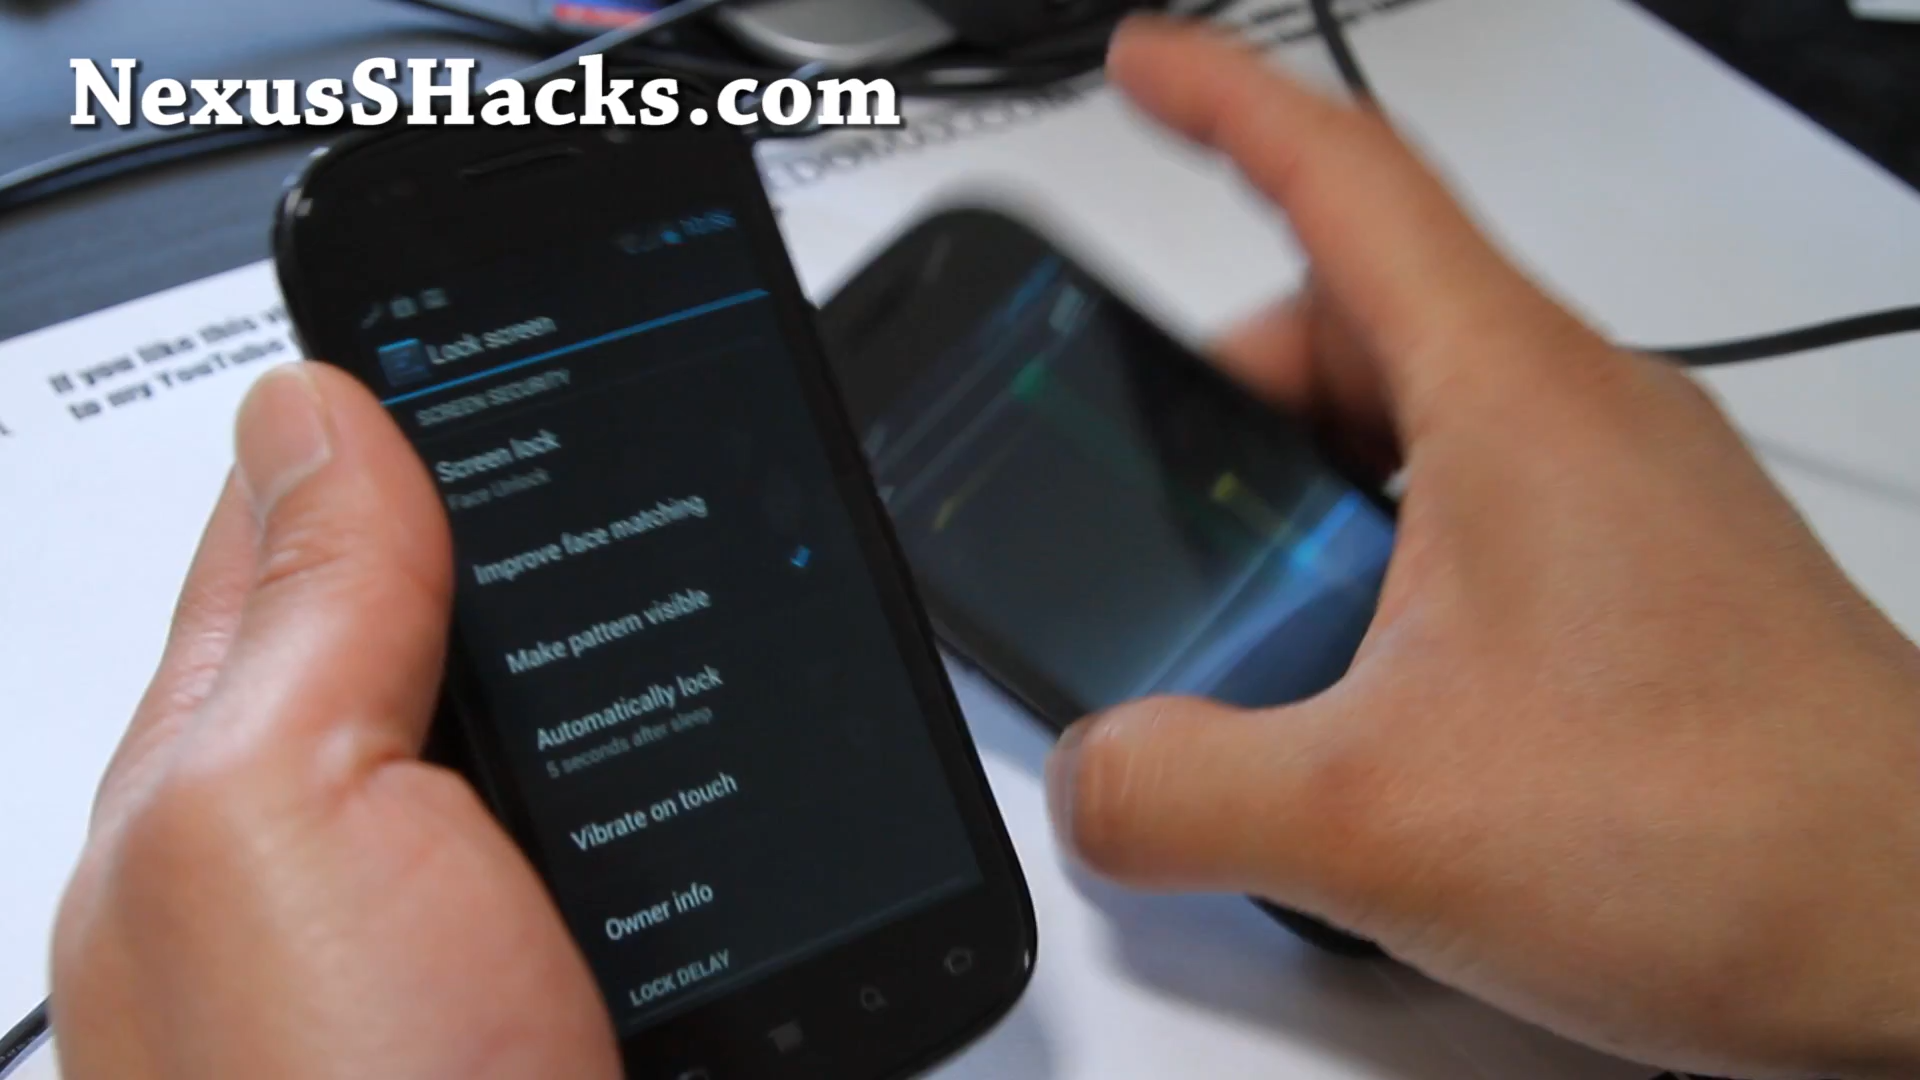 NexusSHacks.com
If you like this
to my YouTube
Lock screen
SCREEN SECURITY
Screen lock
Face Unlock
Improve face matching
Make pattern visible
Automatically lock
5 seconds after sleep
Vibrate on touch
Owner info
LOCK DELAY